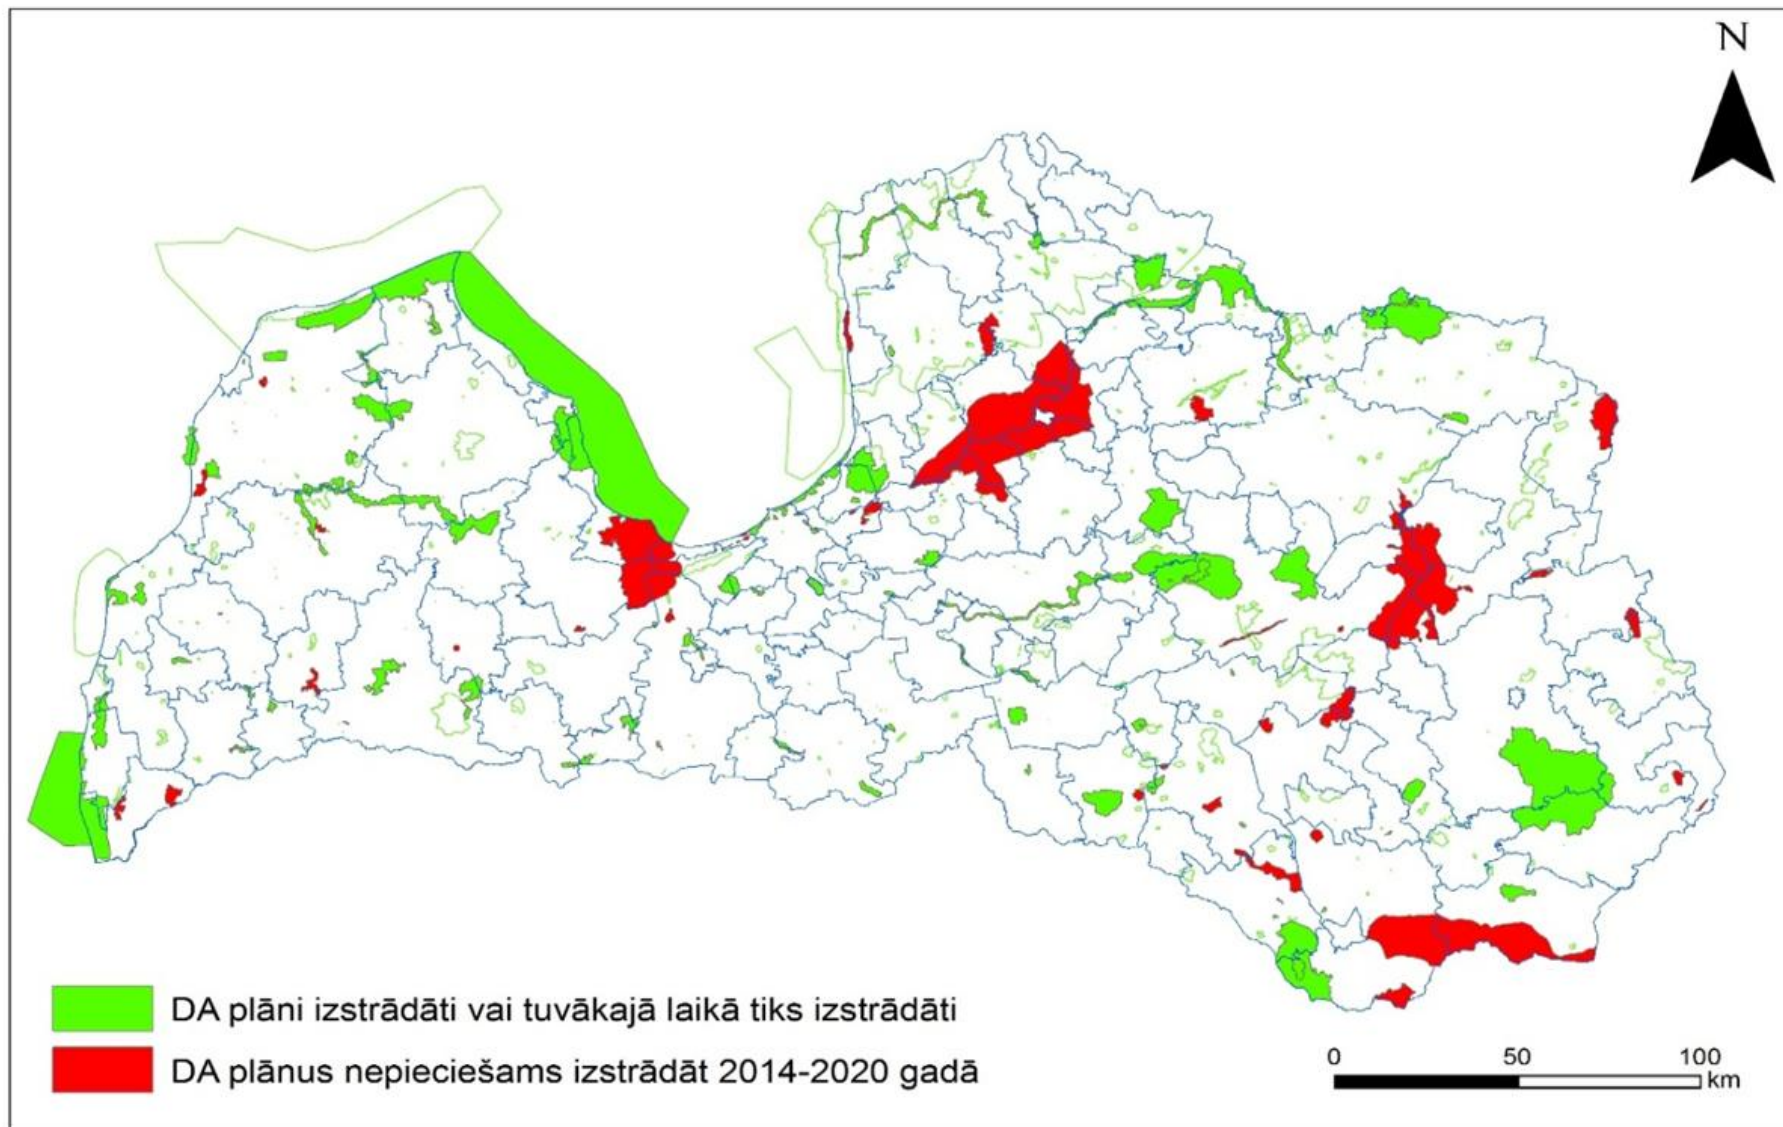 N
DA plāni izstrādāti vai tuvākajā laikā tiks izstrādāti
DA plānus nepieciešams izstrādāt 2014-2020 gadā
0 50 100
km